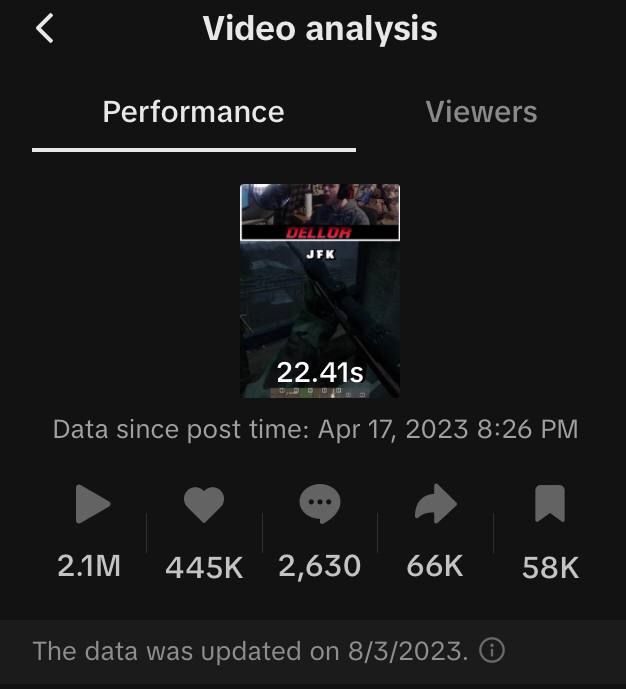 Video analysis
Performance
Viewers
DELLOR
JFK
22.41s
Data since post time: Apr 17, 2023 8:26 PM
2.1M
445K
2,630
66K
58K
The data was updated on 8/3/2023.